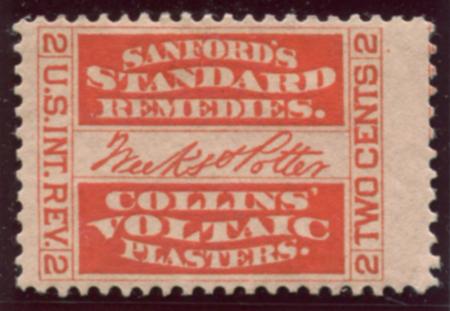 SANFORD'S
STANDARD
REMEDIES.
Weeks & Potter
COLLINS'
VOLTAIC
PLASTERS.
2 U.S. INT. REV. 2
2 TWO CENTS 2